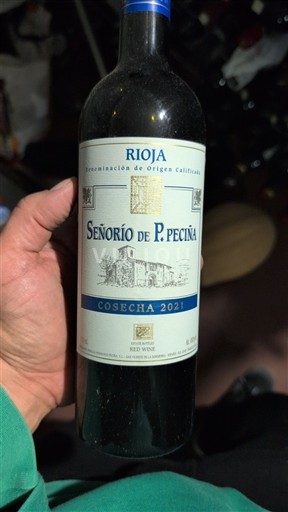 RIOJA
Denominación de Origen Calificada
SEÑORÍO DE P. PECIÑA
COSECHA 2021
RED WINE